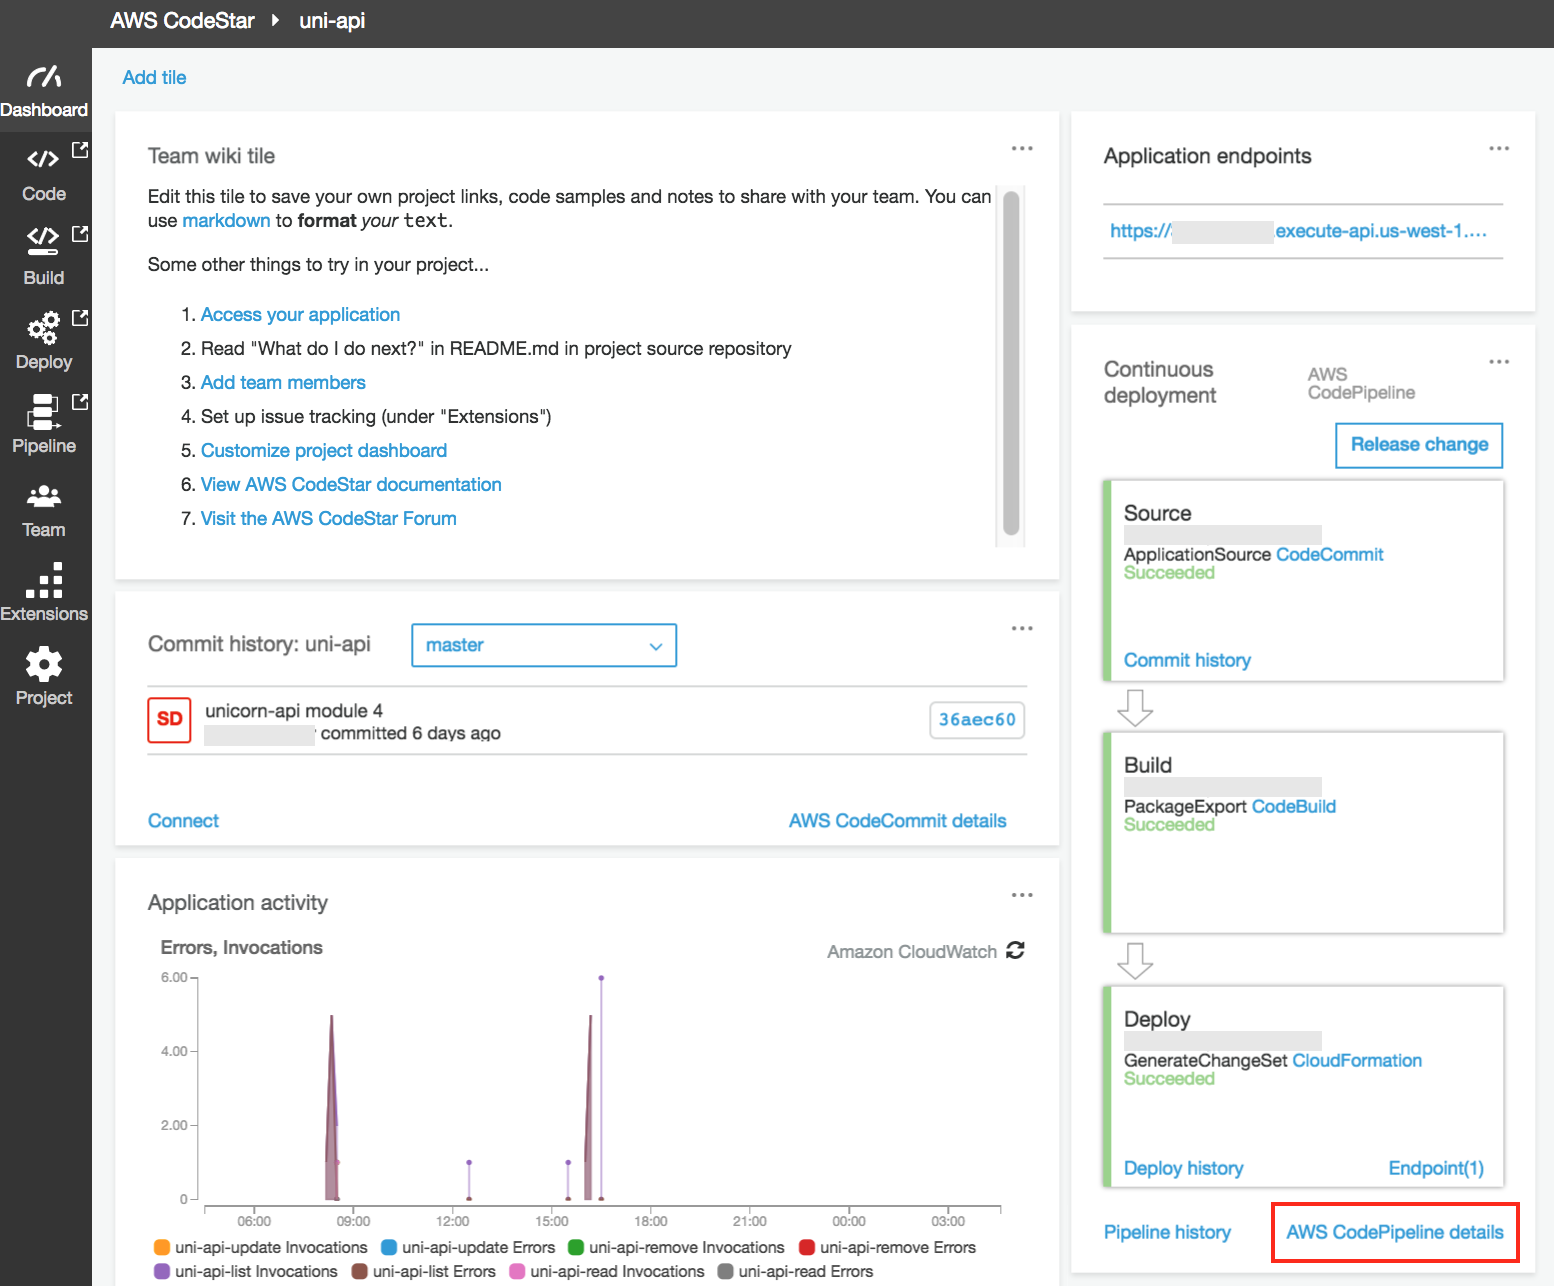 AWS CodeStar uni-api
Dashboard
Code
Build
Deploy
Pipeline
Team
Extensions
Project
Add tile
Team wiki tile
Edit this tile to save your own project links, code samples and notes to share with your team. You can
use markdown to format your text.
Some other things to try in your project...
1. Access your application
2. Read "What do I do next?" in README.md in project source repository
3. Add team members
4. Set up issue tracking (under "Extensions")
5. Customize project dashboard
6. View AWS CodeStar documentation
7. Visit the AWS CodeStar Forum
Commit history: uni-api
master
SD
unicorn-api module 4
committed 6 days ago
36aec60
Connect
AWS CodeCommit details
Application activity
Errors, Invocations
Amazon CloudWatch
6.00
4.00
2.00
0
06:00 09:00 12:00 15:00 18:00 21:00 00:00 03:00
uni-api-update Invocations uni-api-update Errors uni-api-remove Invocations uni-api-remove Errors
uni-api-list Invocations uni-api-list Errors uni-api-read Invocations uni-api-read Errors
Application endpoints
https:// execute-api.us-west-1....
Continuous
deployment
AWS
CodePipeline
Release change
Source
ApplicationSource CodeCommit
Succeeded
Commit history
Build
PackageExport CodeBuild
Succeeded
Deploy
GenerateChangeSet CloudFormation
Succeeded
Deploy history
Endpoint(1)
Pipeline history
AWS CodePipeline details